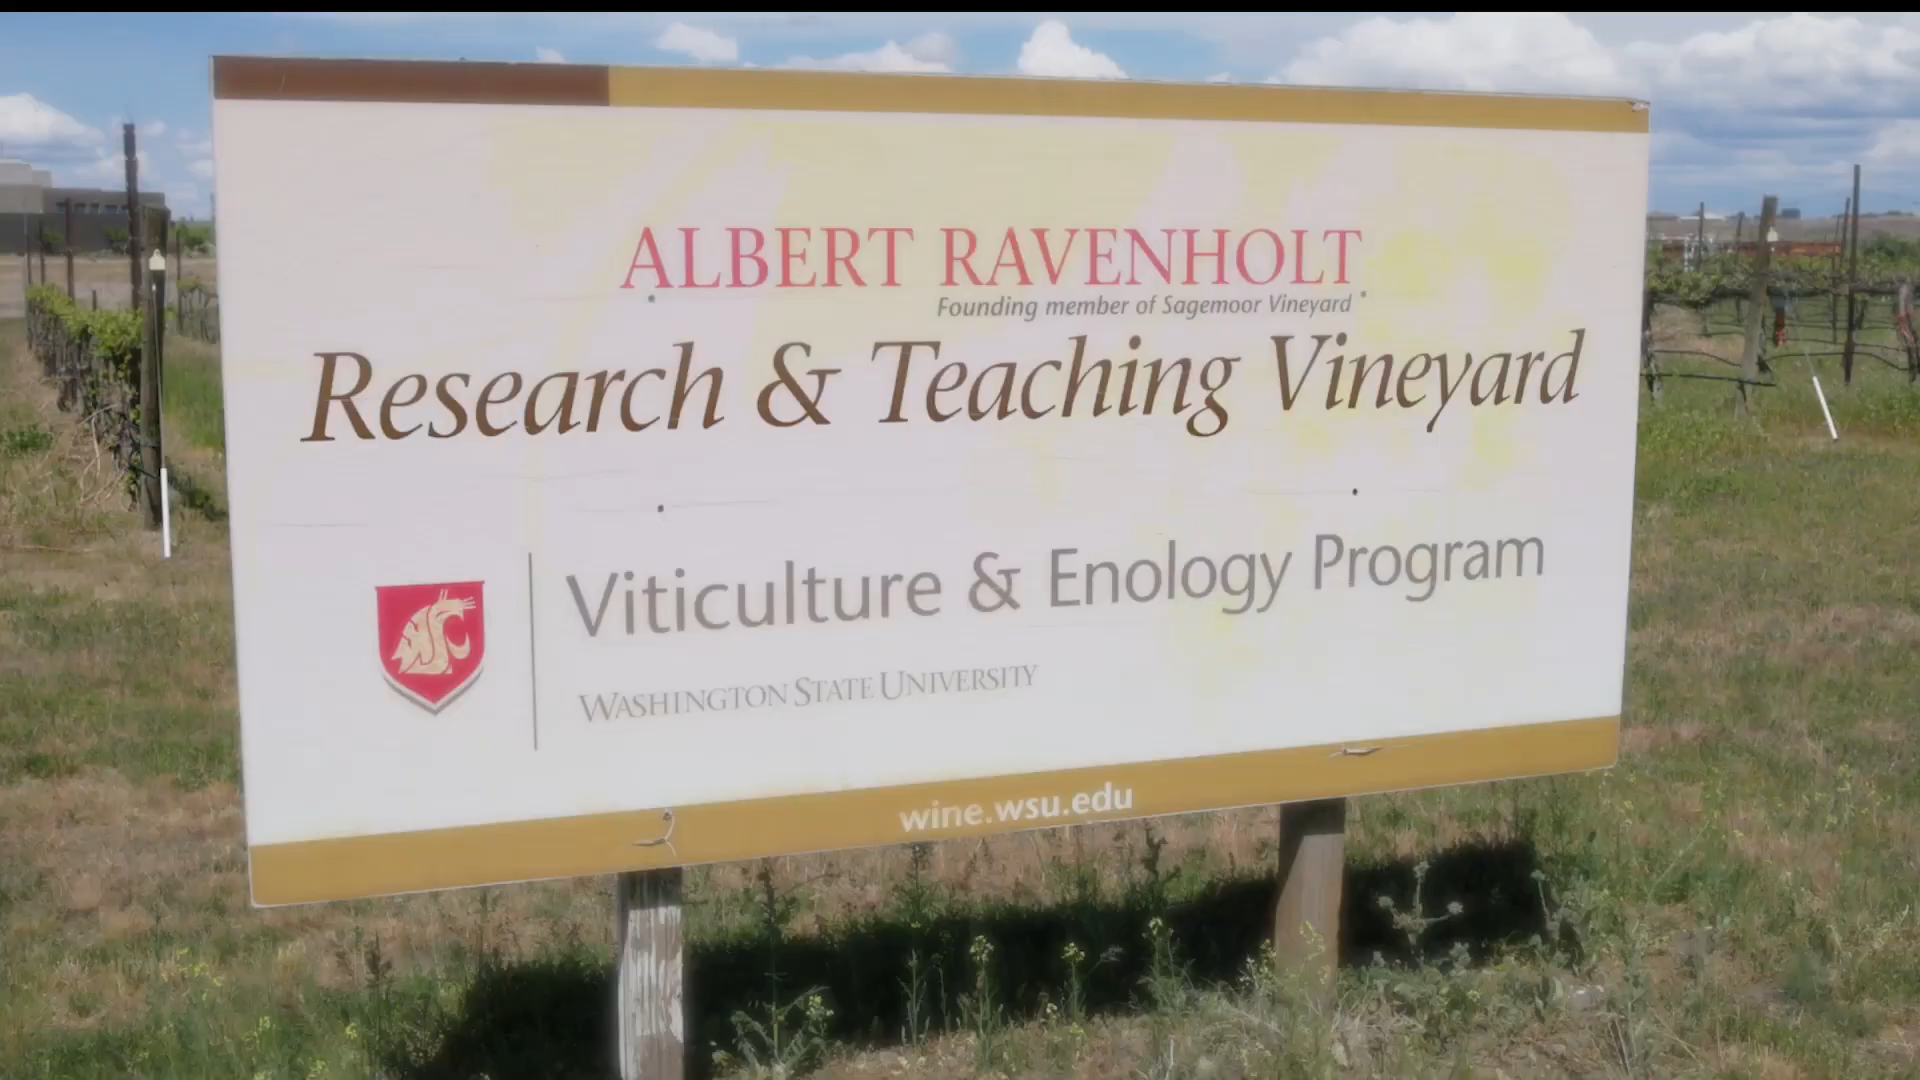 ALBERT RAVENHOLT
Founding member of Sagemoor Vineyard
Research & Teaching Vineyard
Viticulture & Enology Program
WASHINGTON STATE UNIVERSITY
wine.wsu.edu